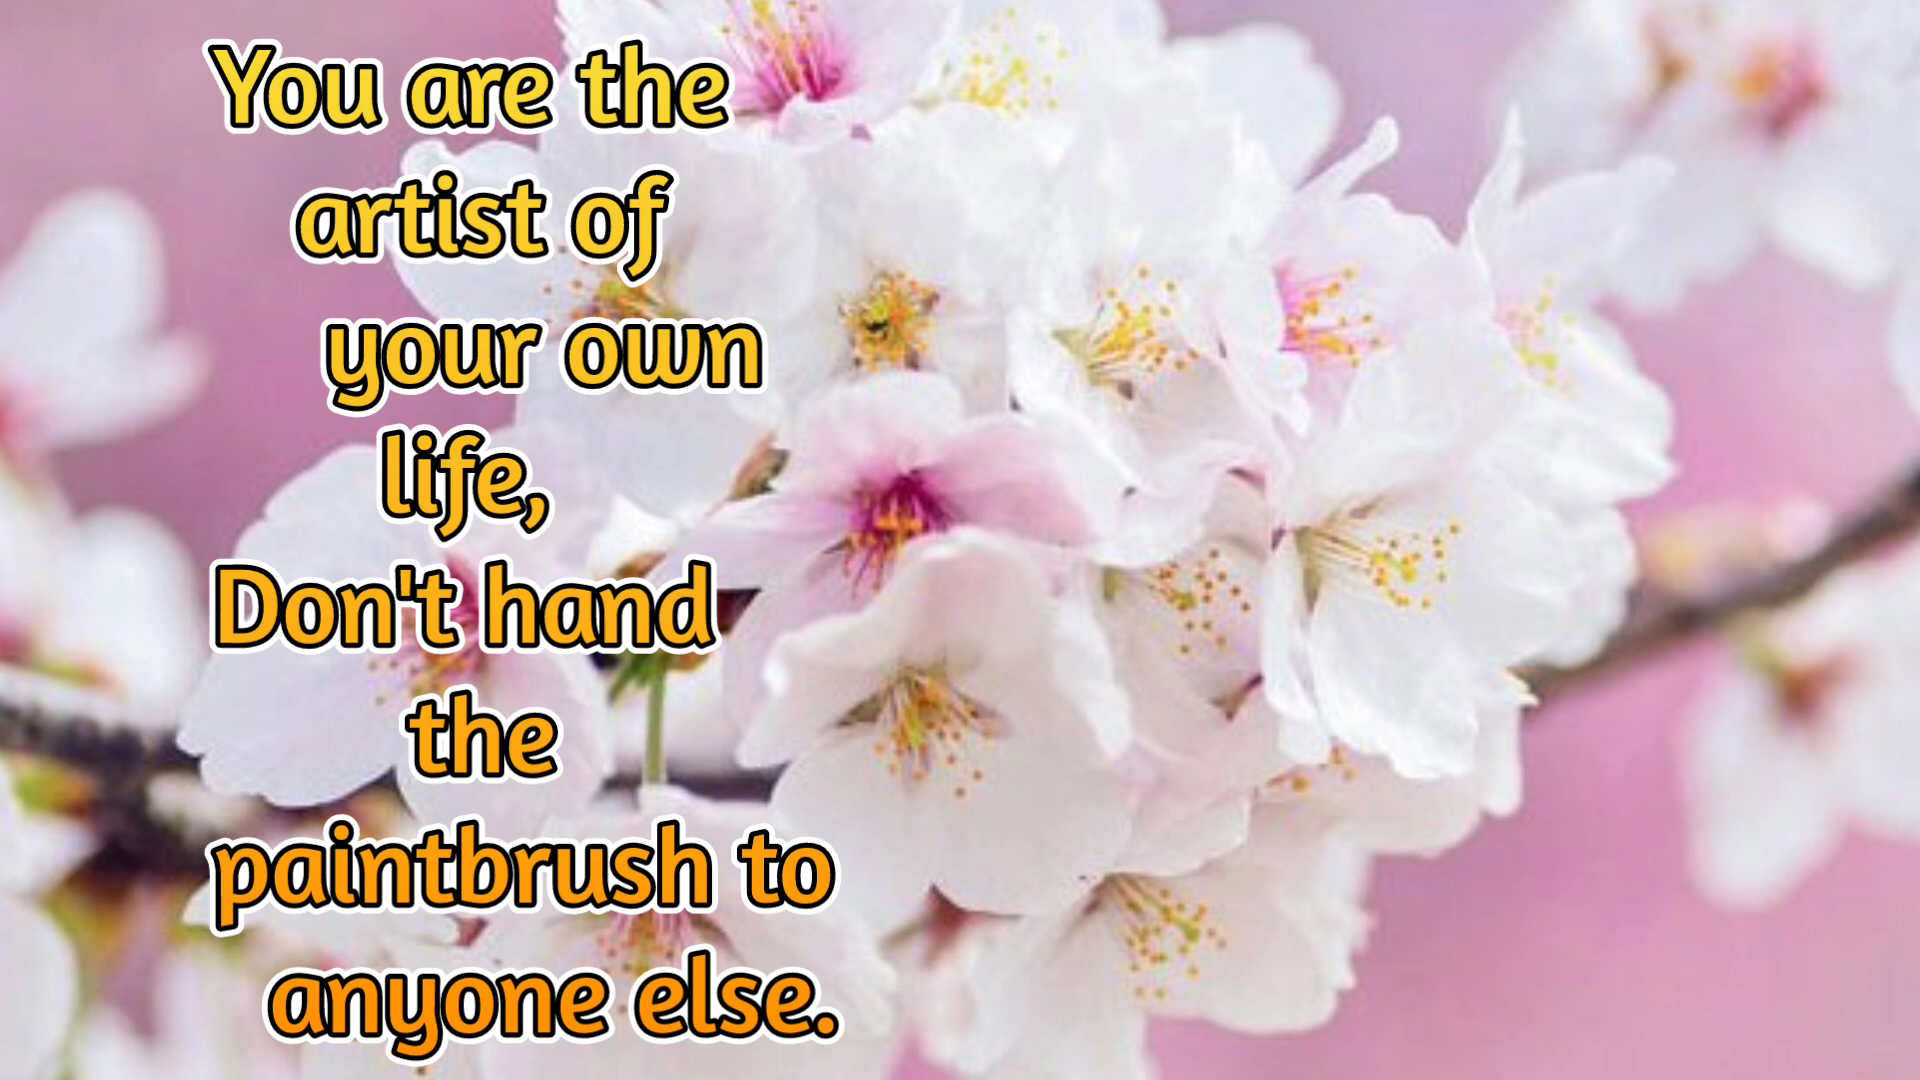 You are the
artist of
your own
life,
Don't hand
the
paintbrush to
anyone else.